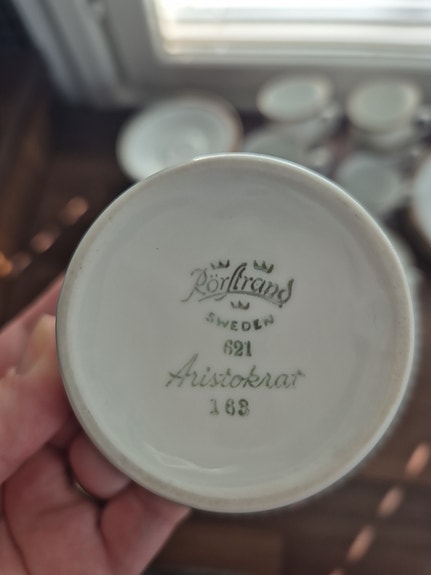 Rörstrand
SWEDEN
621
Aristokrat
163